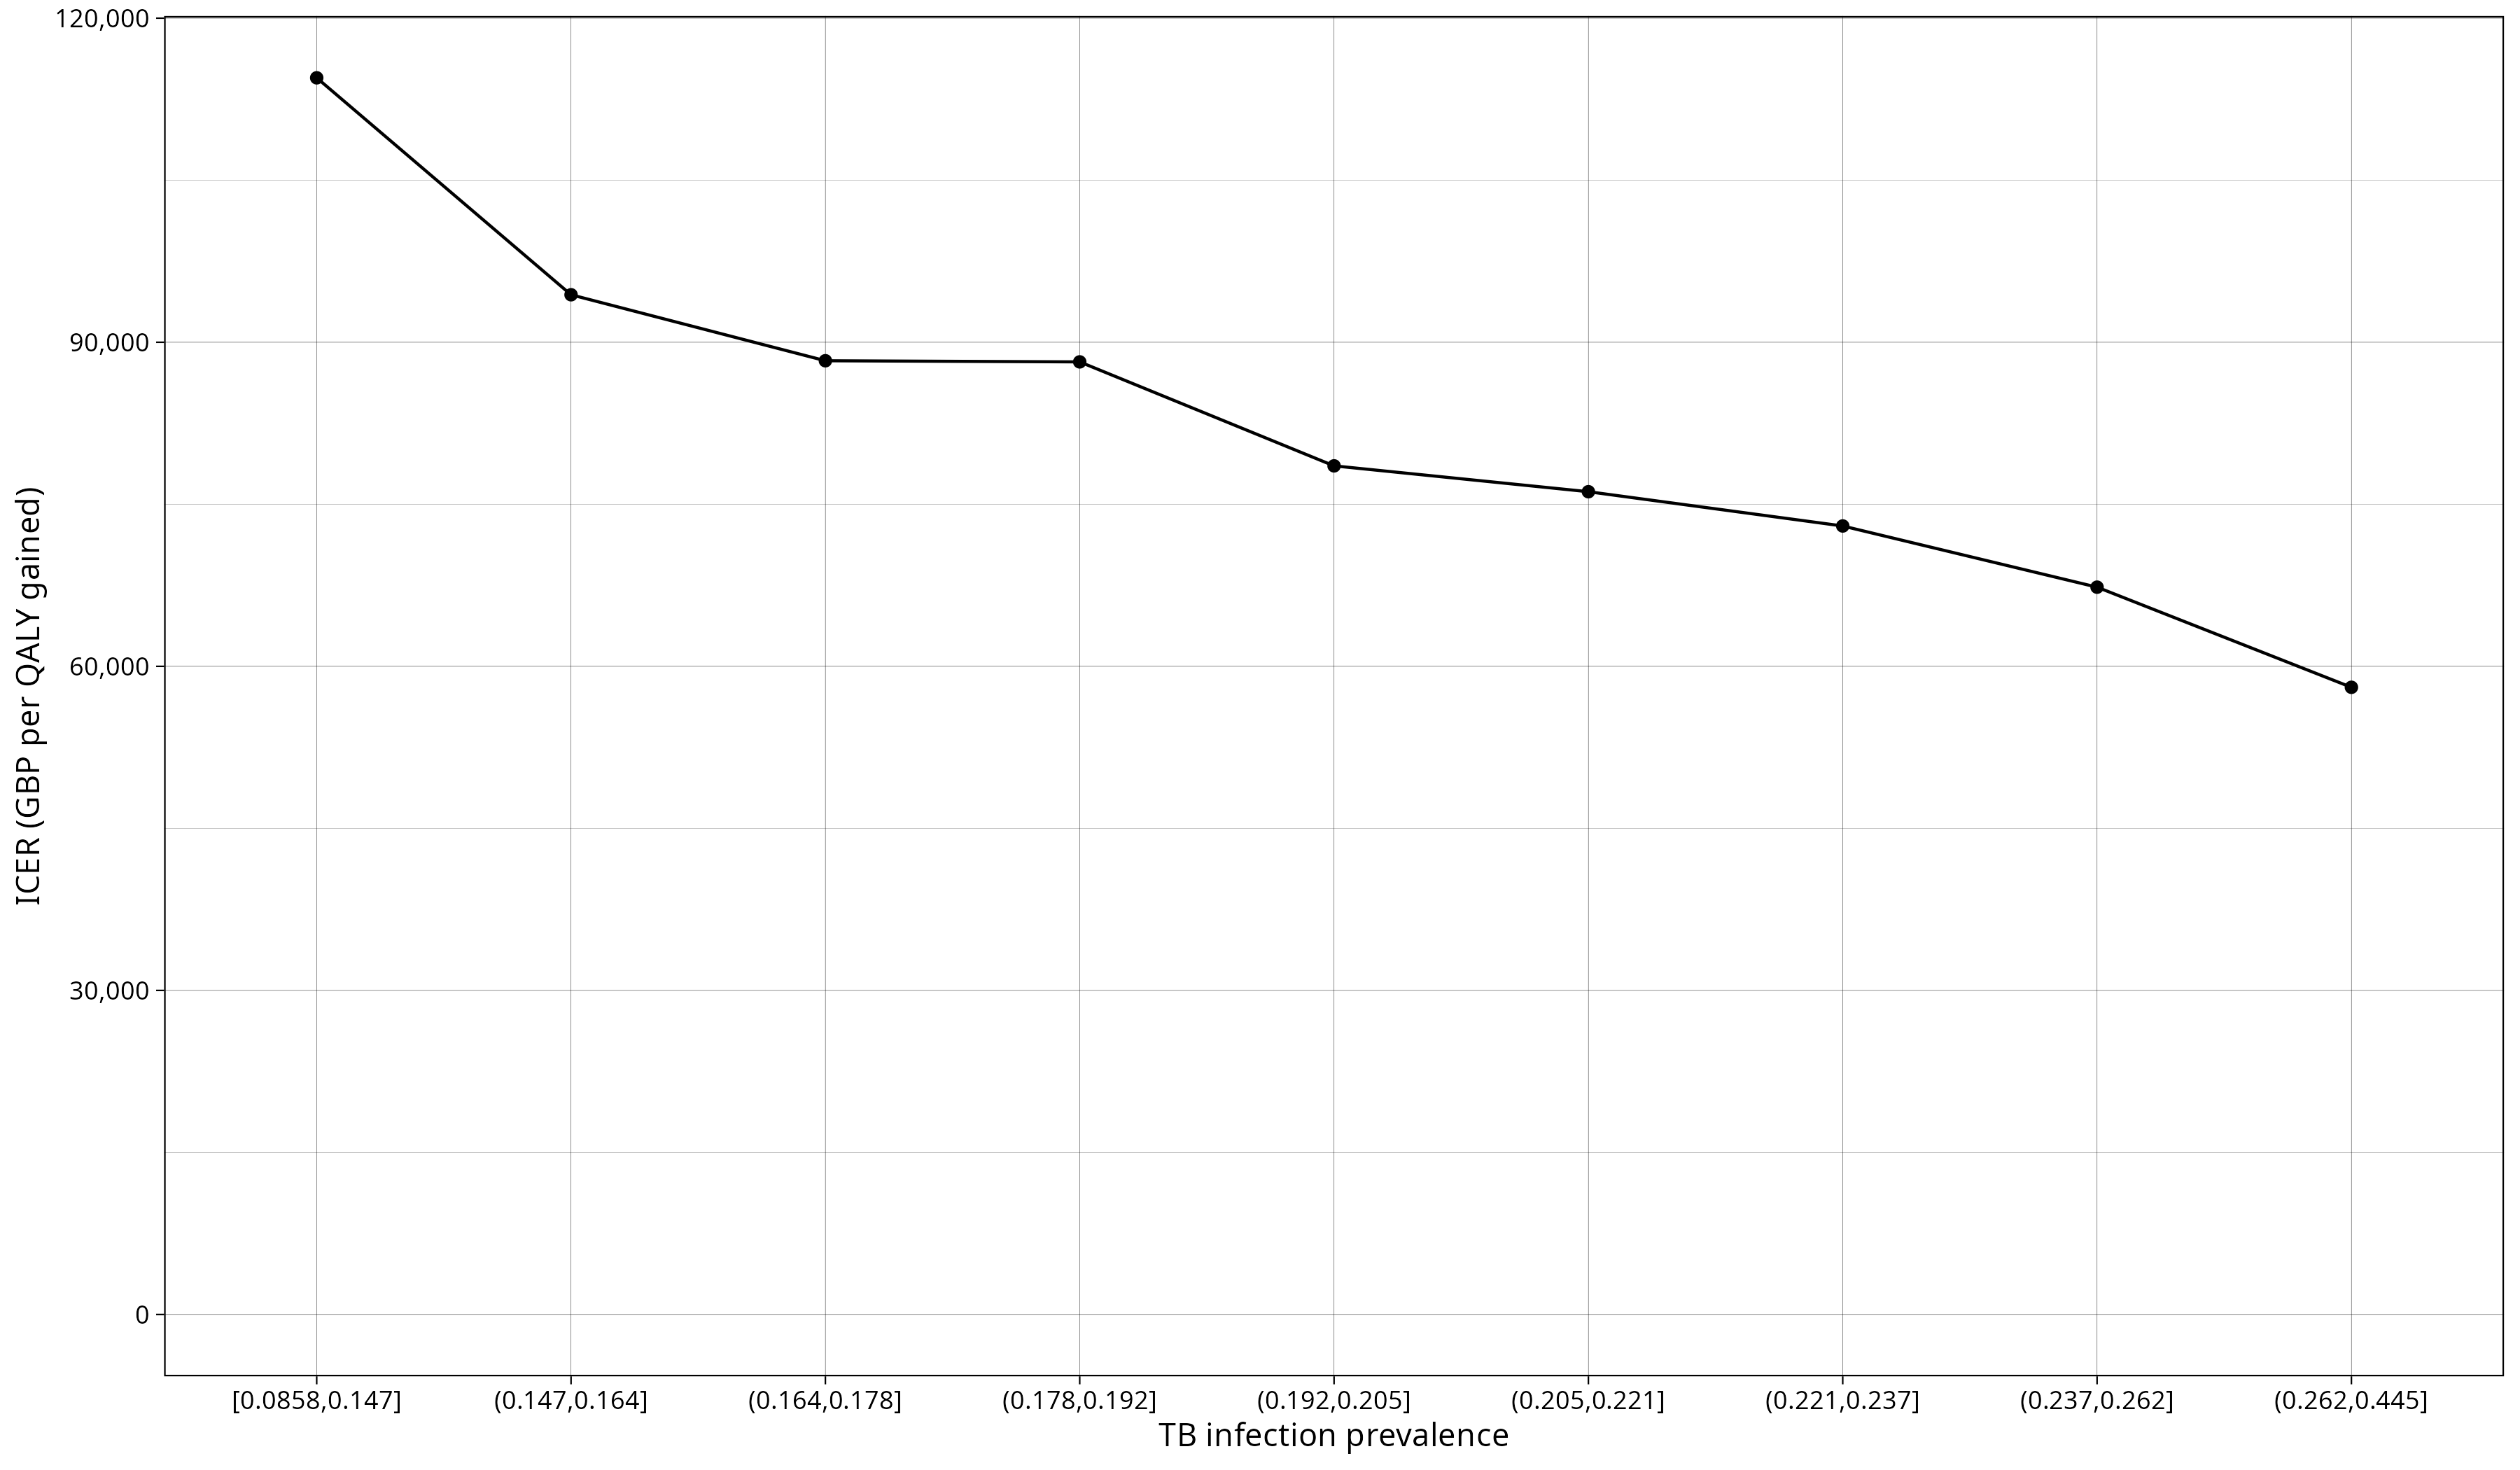 120,000
90,000
60,000
30,000
0
ICER (GBP per QALY gained)
[0.0858,0.147] (0.147,0.164] (0.164,0.178] (0.178,0.192] (0.192,0.205] (0.205,0.221] (0.221,0.237] (0.237,0.262] (0.262,0.445]
TB infection prevalence